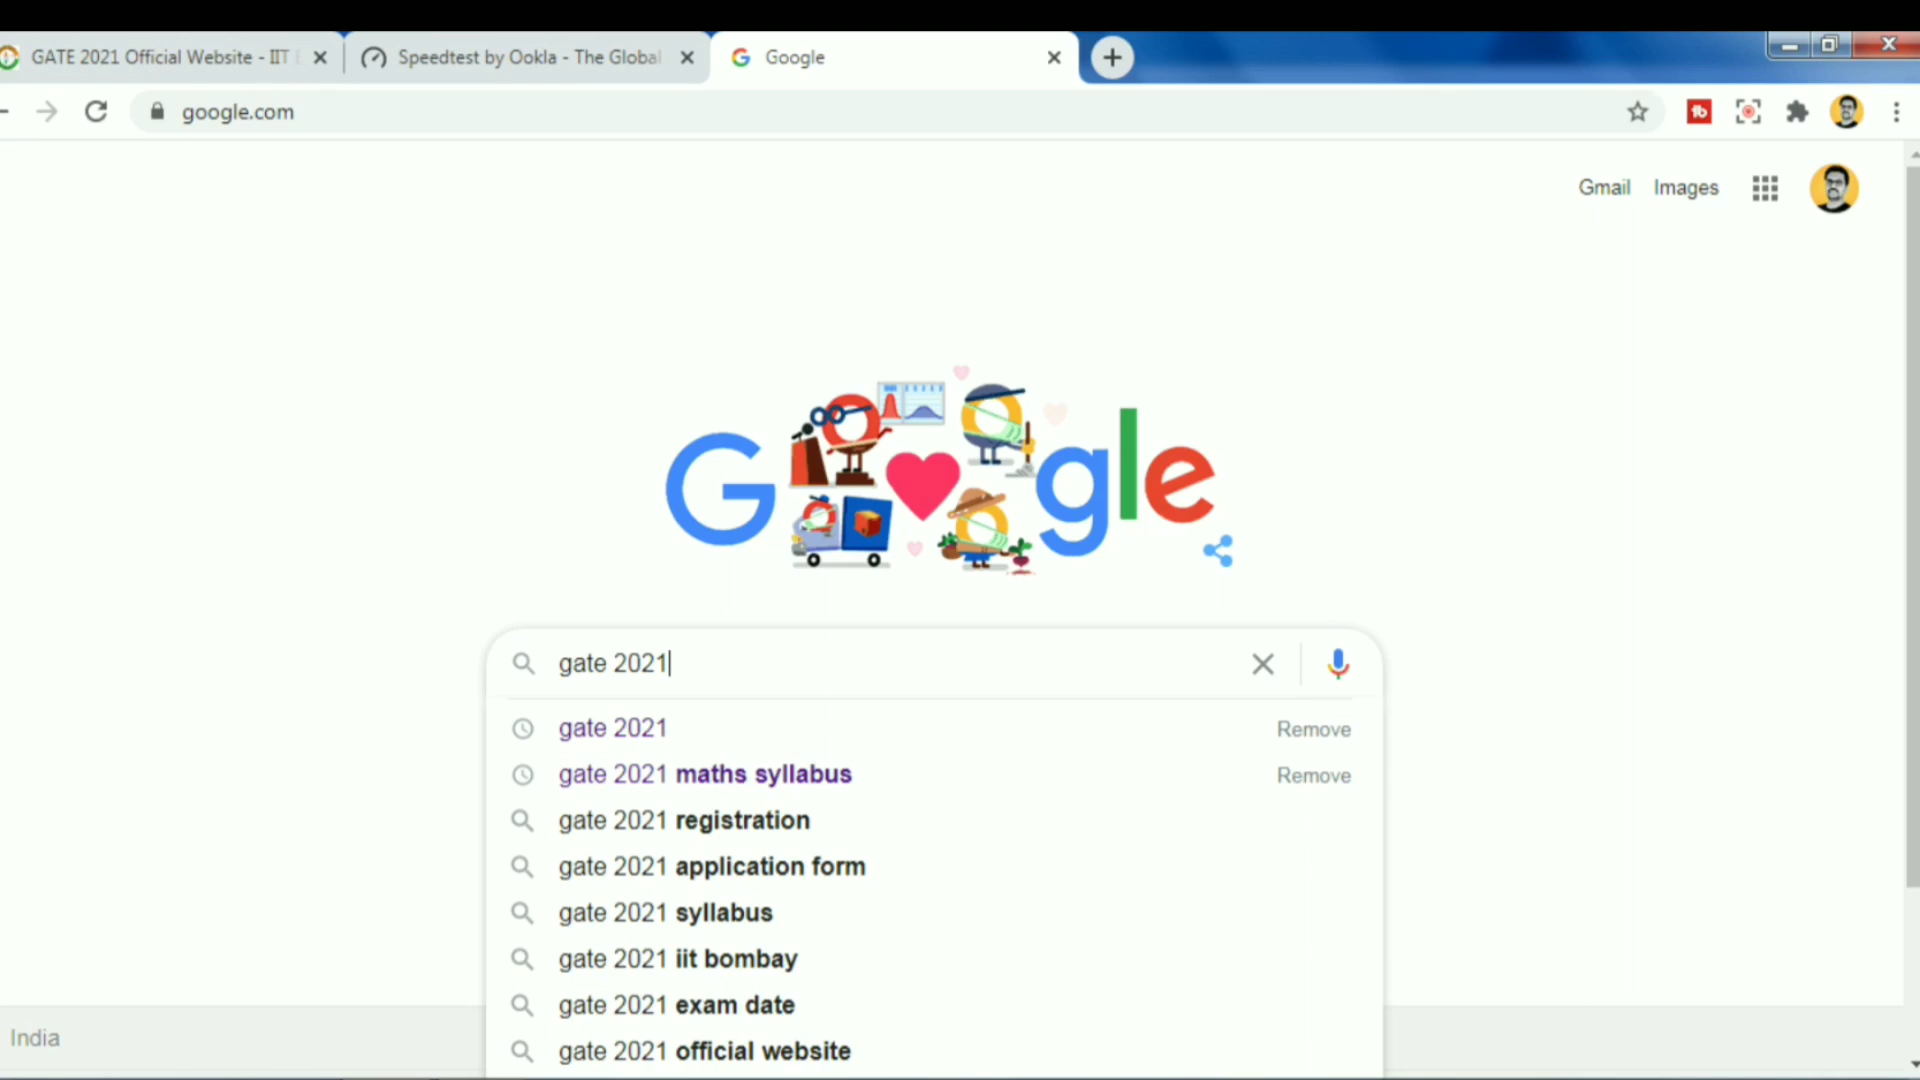 GATE 2021 Official Website - IIT
Speedtest by Ookla - The Global
Google
google.com
Gmail
Images
Google
gate 2021
gate 2021
Remove
gate 2021 maths syllabus
Remove
gate 2021 registration
gate 2021 application form
gate 2021 syllabus
gate 2021 iit bombay
gate 2021 exam date
gate 2021 official website
India